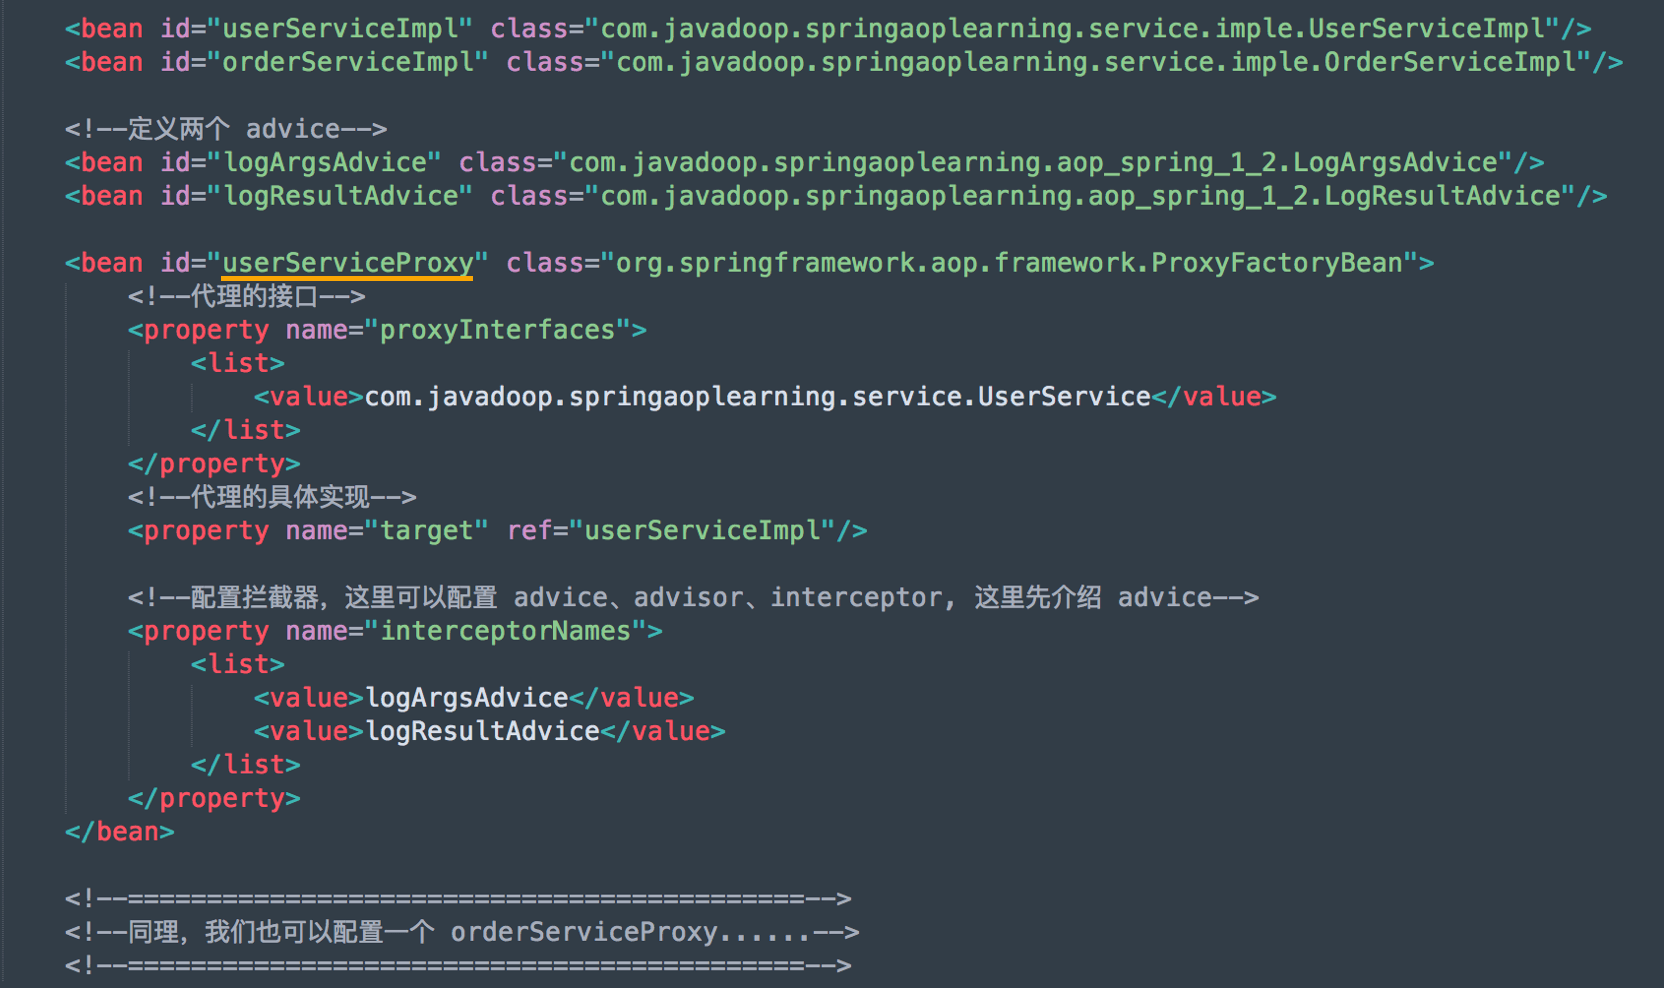 <bean id="userServiceImpl" class="com.javadoop.springaoplearning.service.imple.UserServiceImpl"/>
<bean id="orderServiceImpl" class="com.javadoop.springaoplearning.service.imple.OrderServiceImpl"/>
<!--定义两个 advice-->
<bean id="logArgsAdvice" class="com.javadoop.springaoplearning.aop_spring_1_2.LogArgsAdvice"/>
<bean id="logResultAdvice" class="com.javadoop.springaoplearning.aop_spring_1_2.LogResultAdvice"/>
<bean id="userServiceProxy" class="org.springframework.aop.framework.ProxyFactoryBean">
<!--代理的接口-->
<property name="proxyInterfaces">
<list>
<value>com.javadoop.springaoplearning.service.UserService</value>
</list>
</property>
<!--代理的具体实现-->
<property name="target" ref="userServiceImpl"/>
<!--配置拦截器，这里可以配置 advice、advisor、interceptor, 这里先介绍 advice-->
<property name="interceptorNames">
<list>
<value>logArgsAdvice</value>
<value>logResultAdvice</value>
</list>
</property>
</bean>
<!--===========================================-->
<!--同理，我们也可以配置一个 orderServiceProxy......-->
<!--===========================================-->